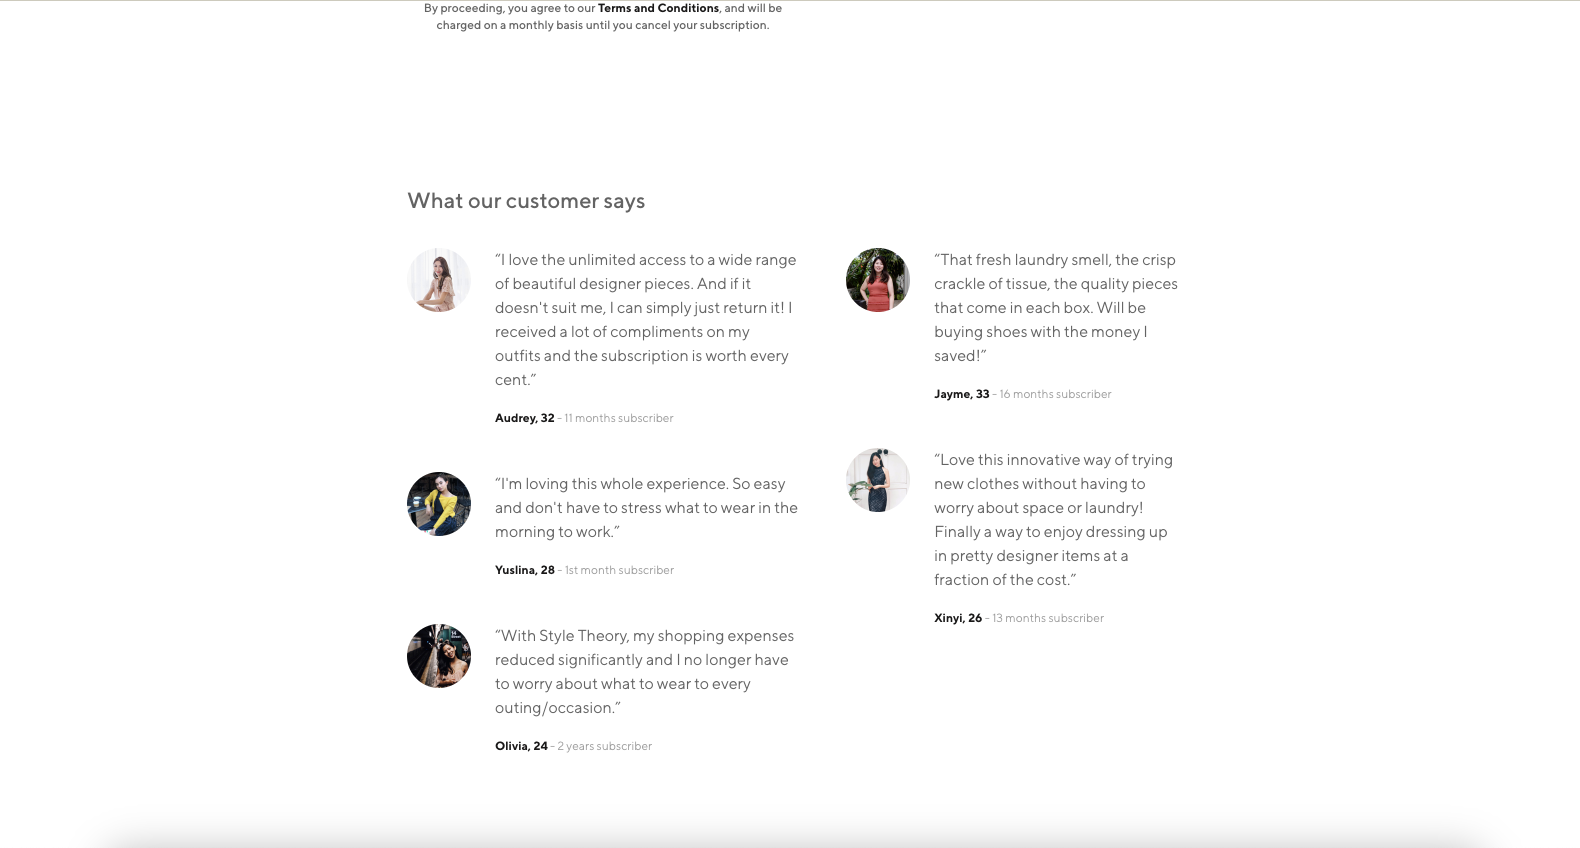 By proceeding, you agree to our Terms and Conditions, and will be
charged on a monthly basis until you cancel your subscription.
What our customer says
“I love the unlimited access to a wide range
of beautiful designer pieces. And if it
doesn't suit me, I can simply just return it! I
received a lot of compliments on my
outfits and the subscription is worth every
cent.”
Audrey, 32 - 11 months subscriber
“I'm loving this whole experience. So easy
and don't have to stress what to wear in the
morning to work.”
Yuslina, 28 - 1st month subscriber
“With Style Theory, my shopping expenses
reduced significantly and I no longer have
to worry about what to wear to every
outing/occasion.”
Olivia, 24 - 2 years subscriber
“That fresh laundry smell, the crisp
crackle of tissue, the quality pieces
that come in each box. Will be
buying shoes with the money I
saved!”
Jayme, 33 - 16 months subscriber
“Love this innovative way of trying
new clothes without having to
worry about space or laundry!
Finally a way to enjoy dressing up
in pretty designer items at a
fraction of the cost.”
Xinyi, 26 - 13 months subscriber